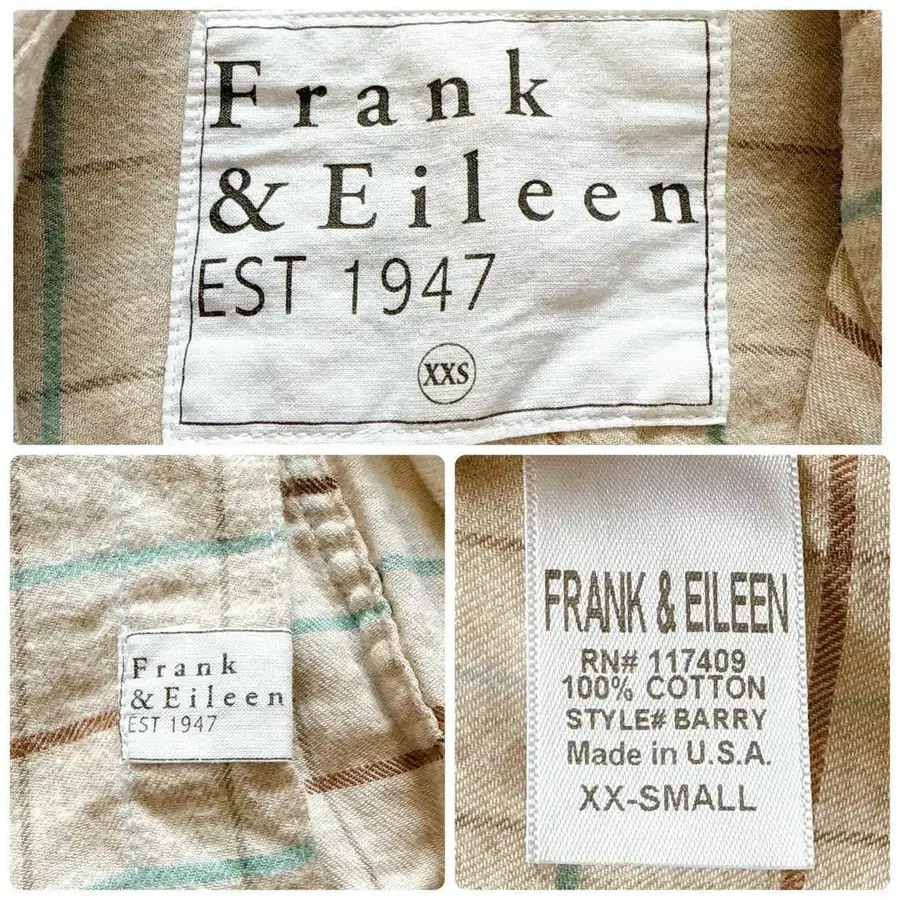 Frank
& Eileen
EST 1947
XXS
Frank
& Eileen
EST 1947
FRANK & EILEEN
RN# 117409
100% COTTON
STYLE# BARRY
Made in U.S.A.
XX-SMALL